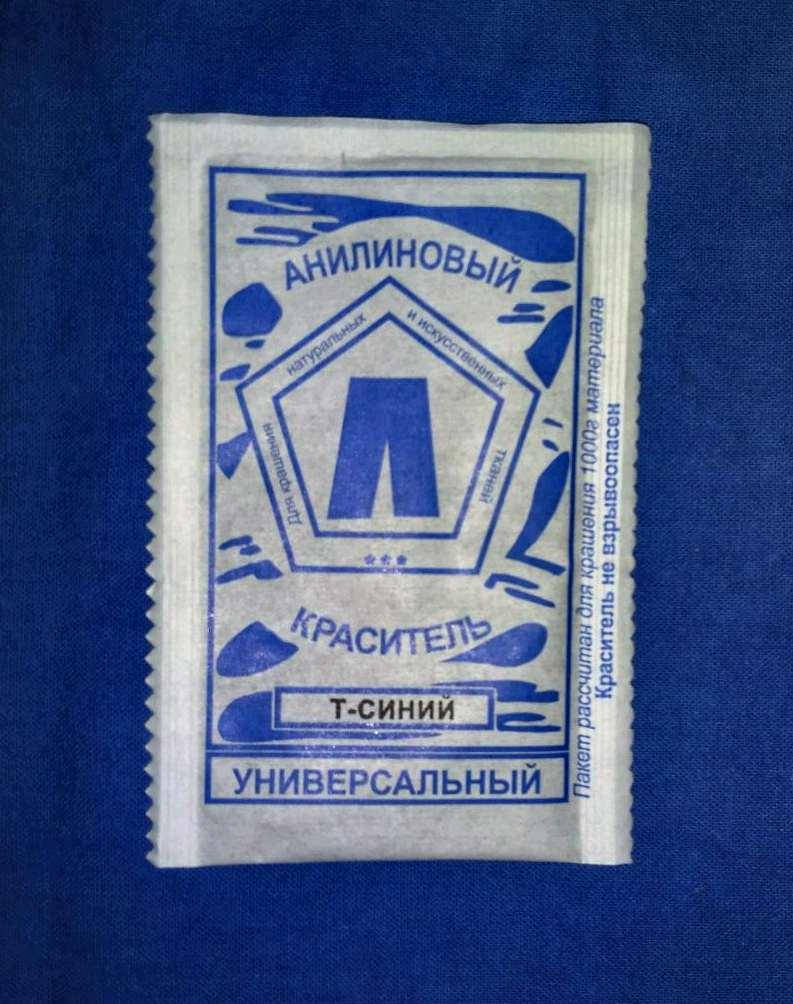 АНИЛИНОВЫЙ
Для крашения натуральных и искусственных тканей
***
КРАСИТЕЛЬ
Т-СИНИЙ
УНИВЕРСАЛЬНЫЙ
Пакет рассчитан для крашения 1000г материала
Краситель не взрывоопасен